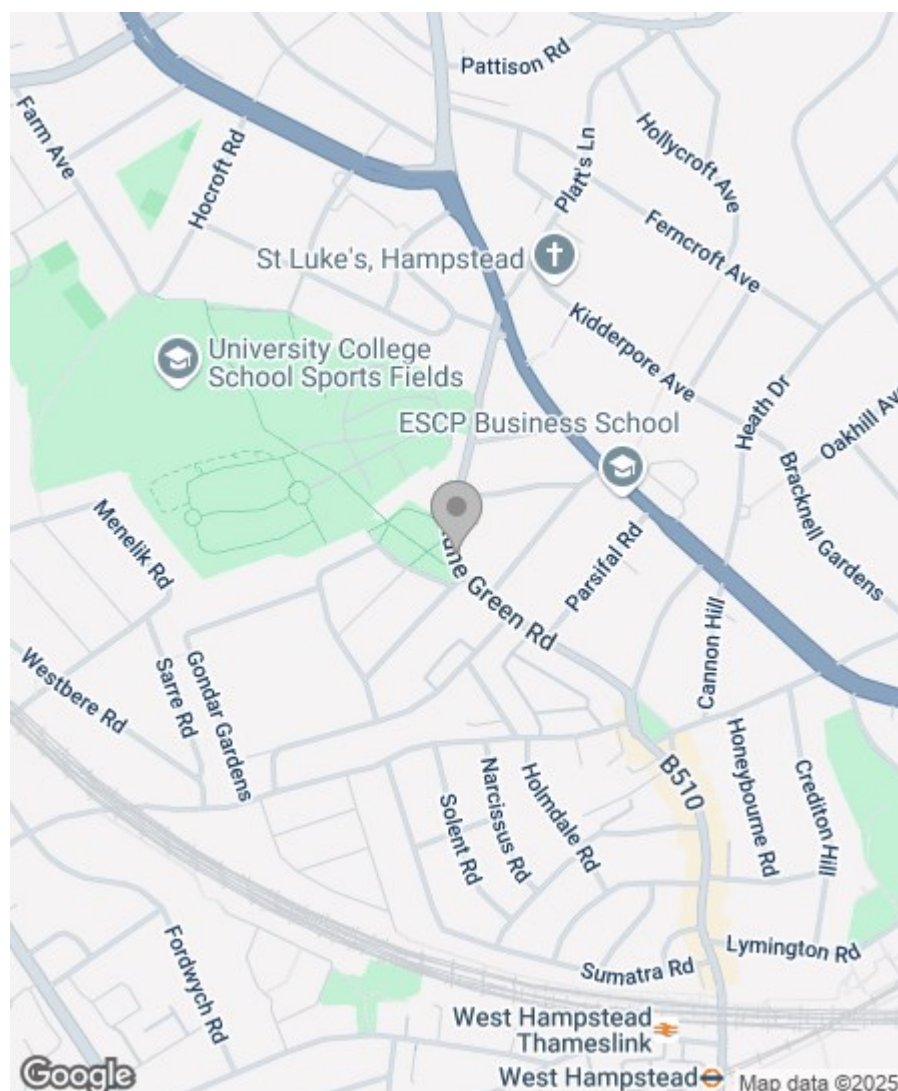 Pattison Rd
Platt's Ln
Hollycroft Ave
Farm Ave
Hocroft Rd
Ferncroft Ave
St Luke's, Hampstead
Kidderpore Ave
University College
School Sports Fields
Heath Dr
ESCP Business School
Oakhill Ave
Bracknell Gardens
Menelik Rd
Green Rd
Parsifal Rd
Cannon Hill
Westbere Rd
Sarre Rd
Gondar Gardens
B510
Honeybourne Rd
Crediton Hill
Solent Rd
Narcissus Rd
Holmdale Rd
Fordwych Rd
Lymington Rd
Sumatra Rd
West Hampstead
Thameslink
West Hampstead
Google
Map data ©2025